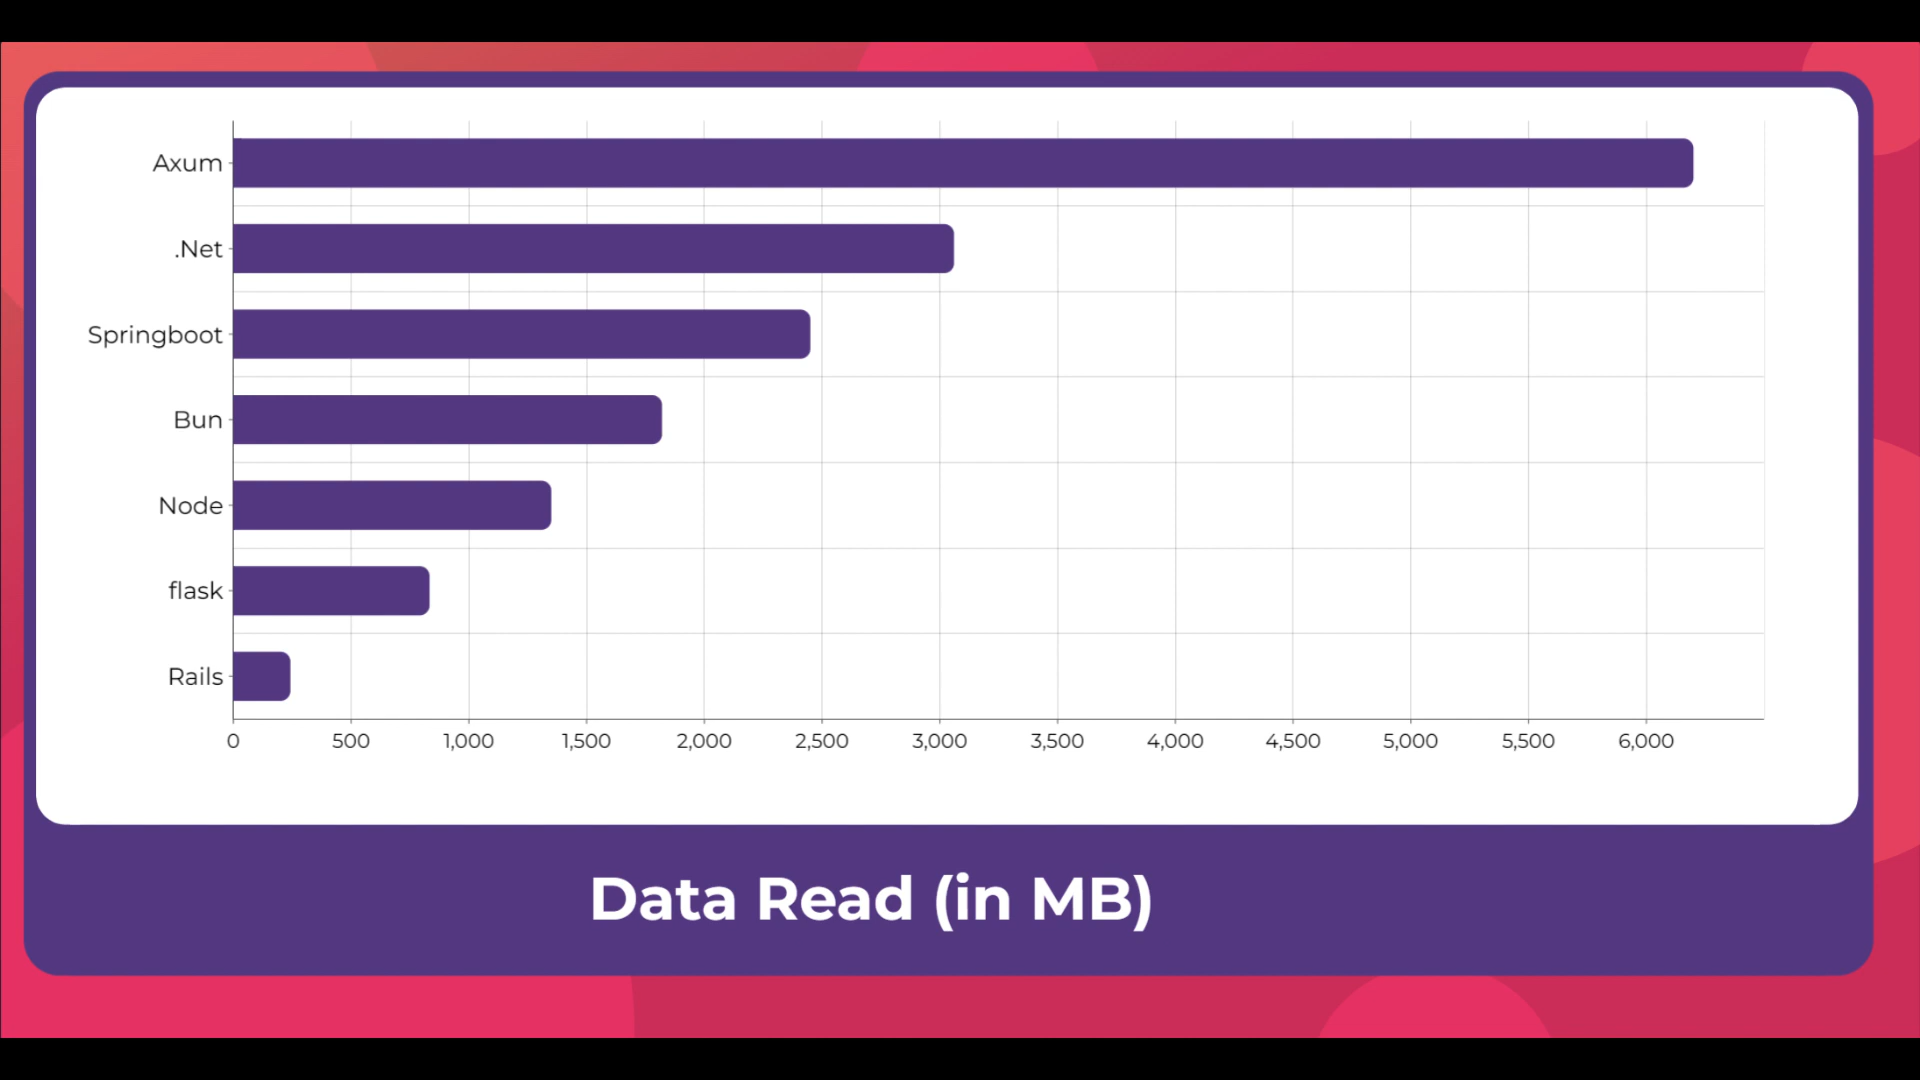 Axum
.Net
Springboot
Bun
Node
flask
Rails
0 500 1,000 1,500 2,000 2,500 3,000 3,500 4,000 4,500 5,000 5,500 6,000
Data Read (in MB)